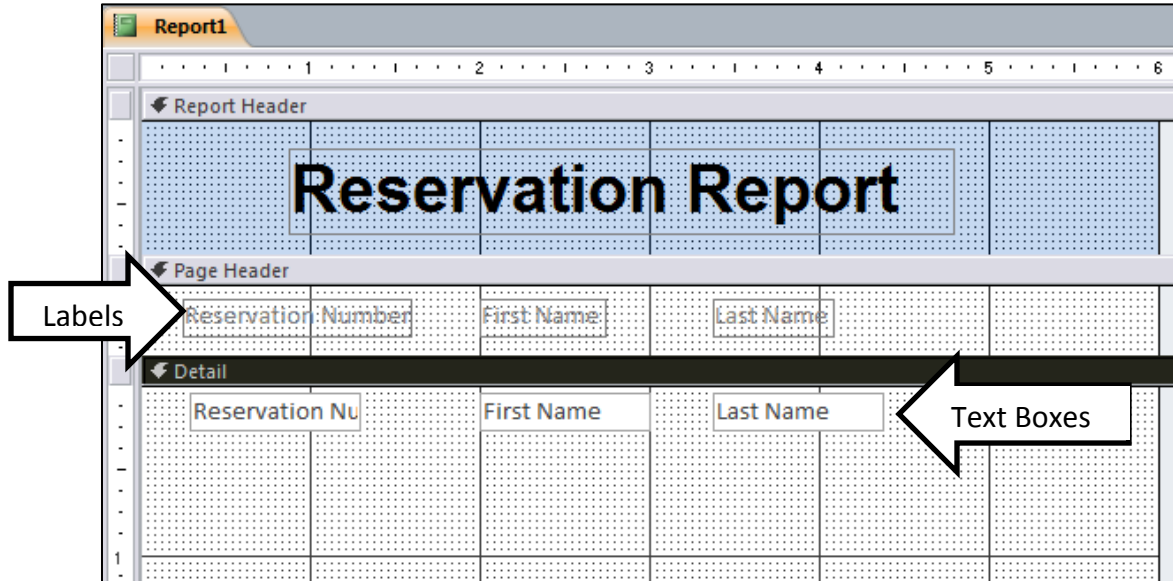 Report1
1 2 3 4 5 6
Report Header
Reservation Report
Page Header
Labels
Reservation Number First Name Last Name
Detail
Reservation Nu First Name Last Name
Text Boxes
1